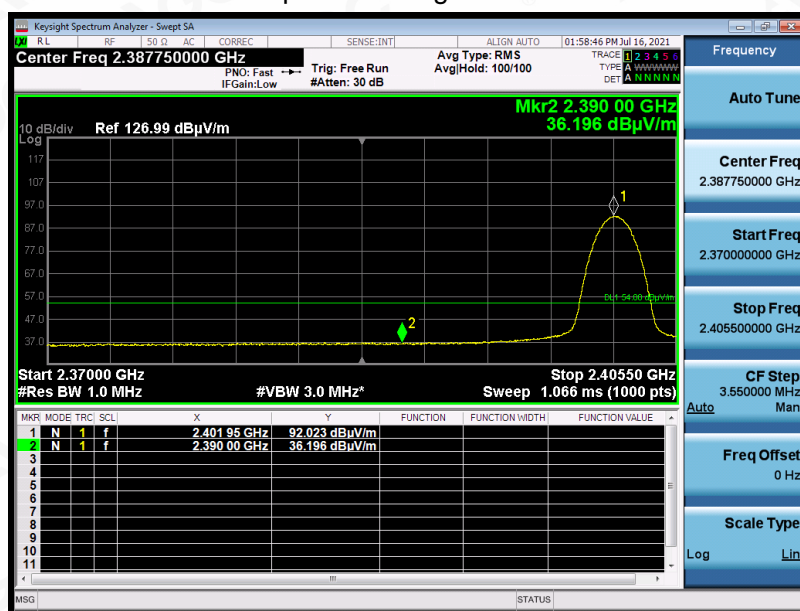 Keysight Spectrum Analyzer - Swept SA
LXI RL RF 50 Ω AC CORREC SENSE:INT ALIGN AUTO 01:58:46 PM Jul 16, 2021
Center Freq 2.387750000 GHz
PNO: Fast
IFGain:Low
Trig: Free Run
#Atten: 30 dB
Avg Type: RMS
Avg|Hold: 100/100
TRACE 1 2 3 4 5 6
TYPE A WWWWW
DET A N N N N N
Mkr2 2.390 00 GHz
36.196 dBµV/m
10 dB/div Ref 126.99 dBµV/m
Log
117
107
97.0
87.0
77.0
67.0
57.0
47.0
37.0
1
2
DL1 54.00 dBµV/m
Start 2.37000 GHz Stop 2.40550 GHz
#Res BW 1.0 MHz #VBW 3.0 MHz* Sweep 1.066 ms (1000 pts)
MKR MODE TRC SCL X Y FUNCTION FUNCTION WIDTH FUNCTION VALUE
1 N 1 f 2.401 95 GHz 92.023 dBµV/m
2 N 1 f 2.390 00 GHz 36.196 dBµV/m
3
4
5
6
7
8
9
10
11
MSG STATUS
Frequency
Auto Tune
Center Freq
2.387750000 GHz
Start Freq
2.370000000 GHz
Stop Freq
2.405500000 GHz
CF Step
3.550000 MHz
Auto Man
Freq Offset
0 Hz
Scale Type
Log Lin